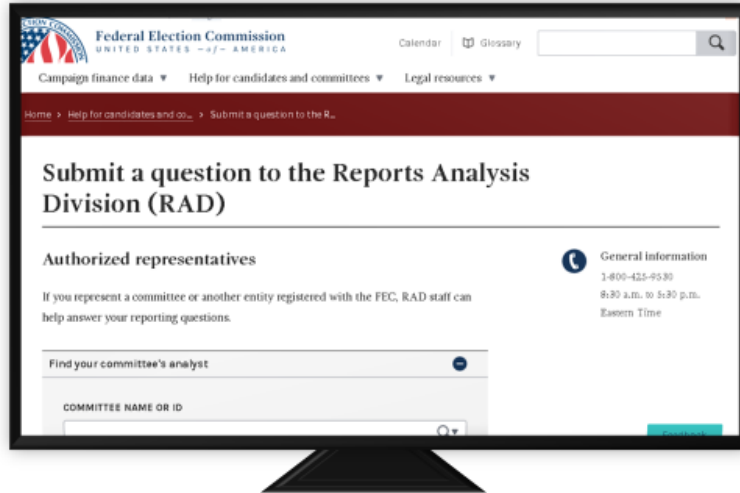 Federal Election Commission
UNITED STATES -of- AMERICA
Calendar Glossary
Campaign finance data ▼ Help for candidates and committees ▼ Legal resources ▼
Home > Help for candidates and co… > Submit a question to the R…
Submit a question to the Reports Analysis
Division (RAD)
Authorized representatives
If you represent a committee or another entity registered with the FEC, RAD staff can
help answer your reporting questions.
General information
1-800-425-9530
8:30 a.m. to 5:30 p.m.
Eastern Time
Find your committee's analyst
COMMITTEE NAME OR ID
Feedback